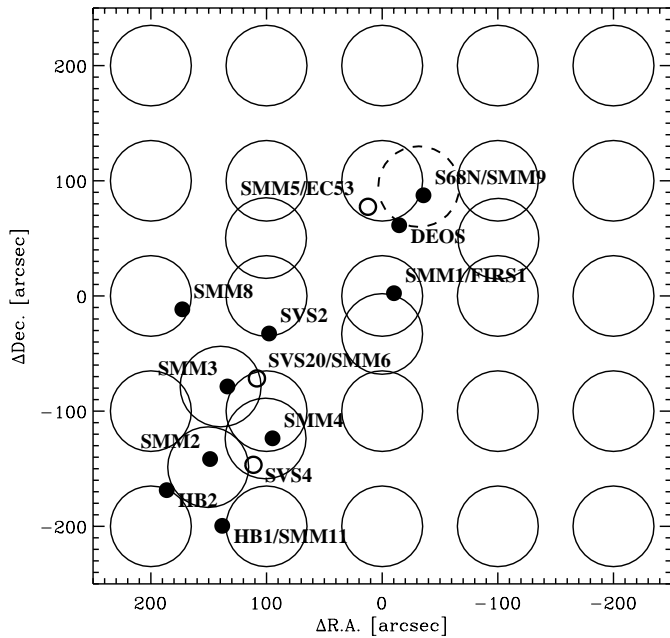 200
S68N/SMM9
SMM5/EC53
100
DEOS
SMM1/FIRS1
SMM8
0
SVS2
ΔDec. [arcsec]
SVS20/SMM6
SMM3
-100
SMM4
SMM2
SVS4
HB2
-200
HB1/SMM11
200 100 0 -100 -200
ΔR.A. [arcsec]